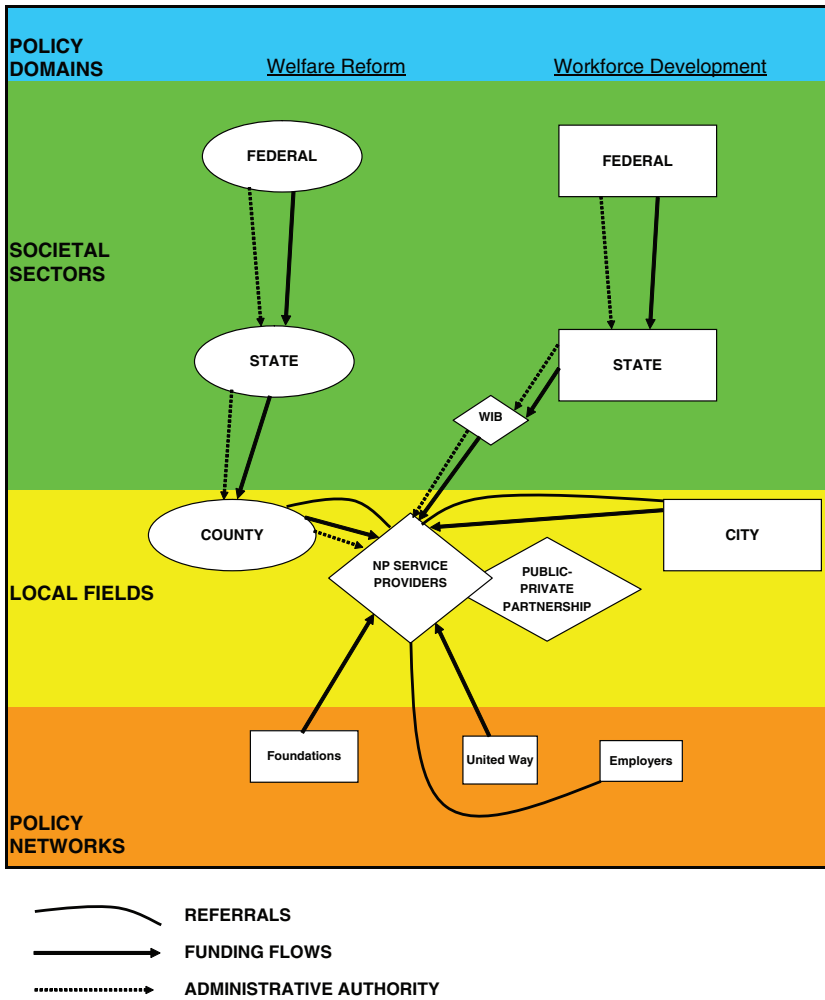 POLICY
DOMAINS
Welfare Reform
Workforce Development
FEDERAL
FEDERAL
SOCIETAL
SECTORS
STATE
STATE
WIB
COUNTY
CITY
NP SERVICE
PROVIDERS
PUBLIC-
PRIVATE
PARTNERSHIP
LOCAL FIELDS
Foundations
United Way
Employers
POLICY
NETWORKS
REFERRALS
FUNDING FLOWS
ADMINISTRATIVE AUTHORITY